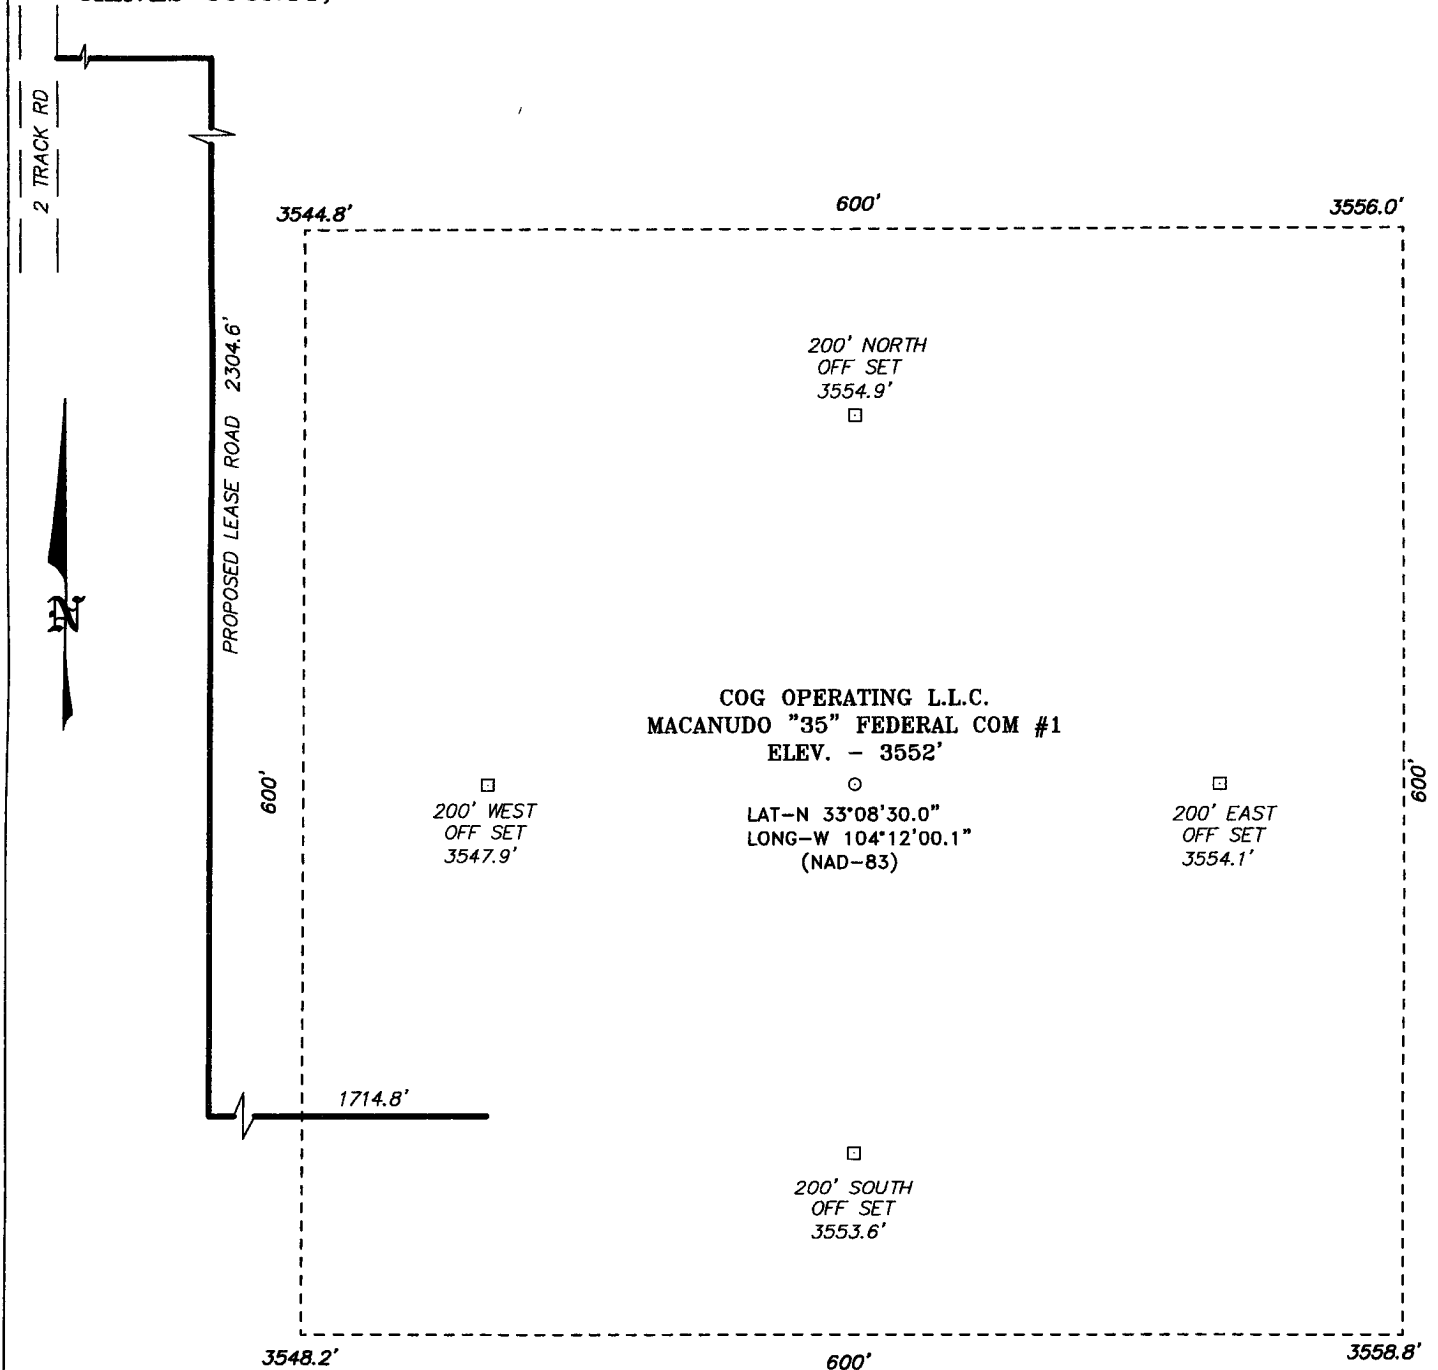 2 TRACK RD
3544.8'
600'
3556.0'
PROPOSED LEASE ROAD 2304.6'
200' NORTH
OFF SET
3554.9'
N
COG OPERATING L.L.C.
MACANUDO "35" FEDERAL COM #1
ELEV. - 3552'
600'
600'
200' WEST
OFF SET
3547.9'
LAT-N 33°08'30.0"
LONG-W 104°12'00.1"
(NAD-83)
200' EAST
OFF SET
3554.1'
1714.8'
200' SOUTH
OFF SET
3553.6'
3548.2'
600'
3558.8'